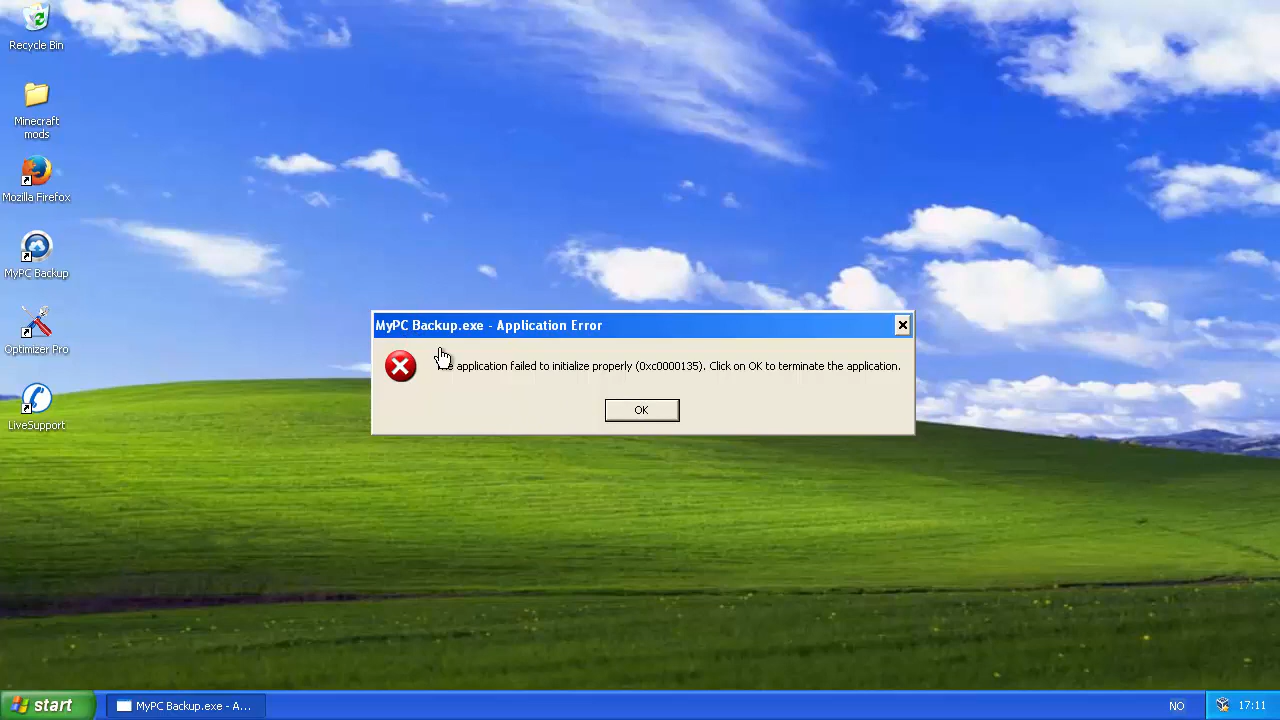 Recycle Bin
Minecraft
mods
Mozilla Firefox
MyPC Backup
Optimizer Pro
LiveSupport
MyPC Backup.exe - Application Error
application failed to initialize properly (0xc0000135). Click on OK to terminate the application.
OK
start
MyPC Backup.exe - A...
NO
17:11